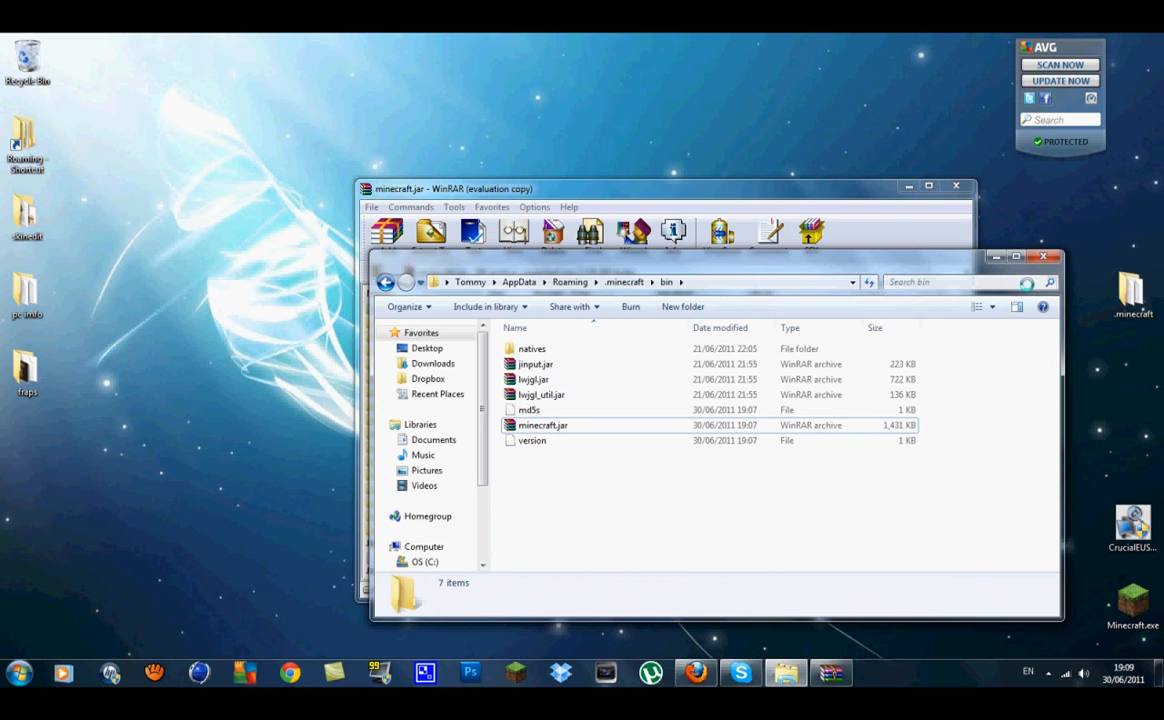 Recycle Bin
Roaming -
Shortcut
skinedit
fraps
AVG
SCAN NOW
UPDATE NOW
Search
PROTECTED
.minecraft
CrucialEUS...
Minecraft.exe
minecraft.jar - WinRAR (evaluation copy)
File Commands Tools Favorites Options Help
Tommy AppData Roaming .minecraft bin
Search bin
Organize Include in library Share with Burn New folder
Name Date modified Type Size
natives 21/06/2011 22:05 File folder
jinput.jar 21/06/2011 21:55 WinRAR archive 223 KB
lwjgl.jar 21/06/2011 21:55 WinRAR archive 722 KB
lwjgl_util.jar 21/06/2011 21:55 WinRAR archive 136 KB
md5s 30/06/2011 19:07 File 1 KB
minecraft.jar 30/06/2011 19:07 WinRAR archive 1,431 KB
version 30/06/2011 19:07 File 1 KB
Favorites
Desktop
Downloads
Dropbox
Recent Places
Libraries
Documents
Music
Pictures
Videos
Homegroup
Computer
OS (C:)
7 items
99
Ps
EN
19:09
30/06/2011